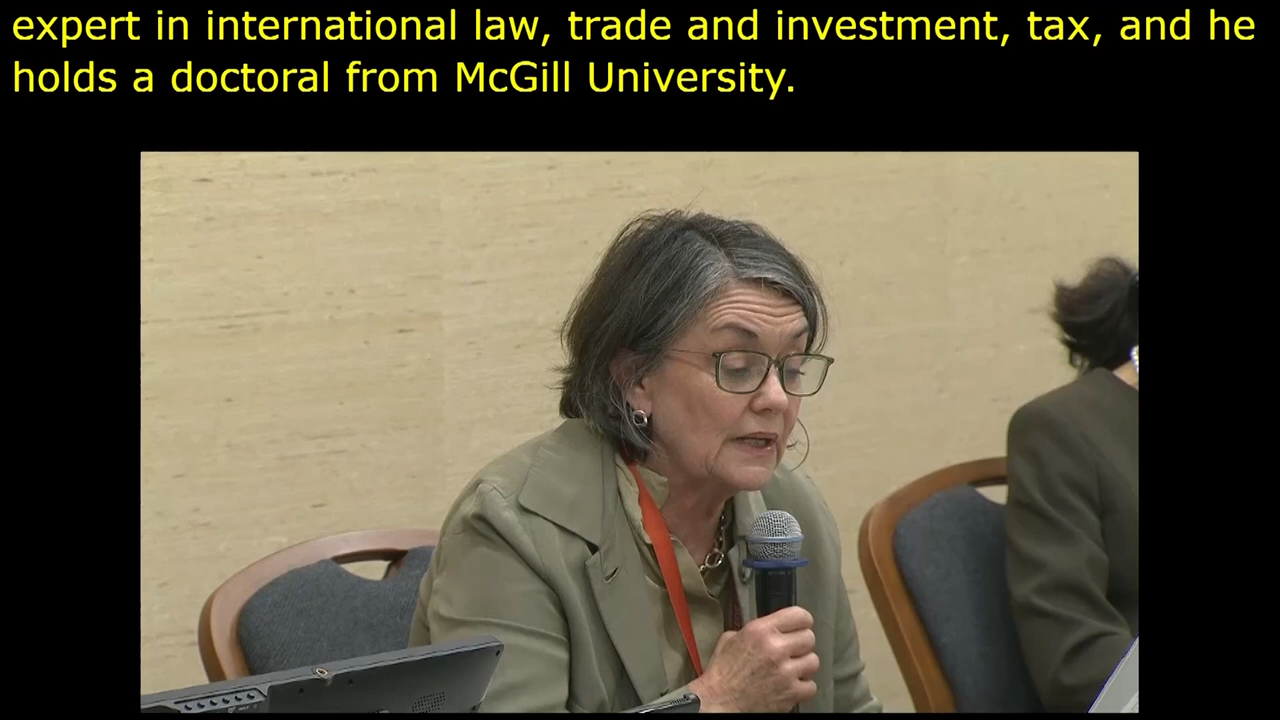 expert in international law, trade and investment, tax, and he
holds a doctoral from McGill University.